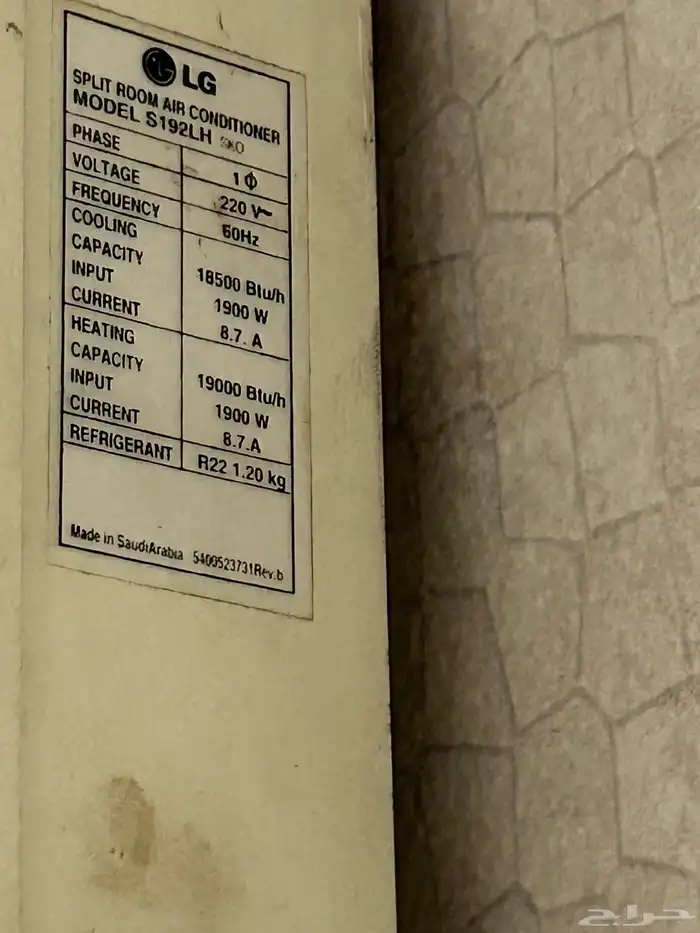 LG
SPLIT ROOM AIR CONDITIONER
MODEL S192LH SK0
PHASE 1 Φ
VOLTAGE 220 V~
FREQUENCY 60Hz
COOLING
CAPACITY 18500 Btu/h
INPUT 1900 W
CURRENT 8.7. A
HEATING
CAPACITY 19000 Btu/h
INPUT 1900 W
CURRENT 8.7.A
REFRIGERANT R22 1.20 kg
Made in SaudiArabia 5400523731Rev.b
حراج